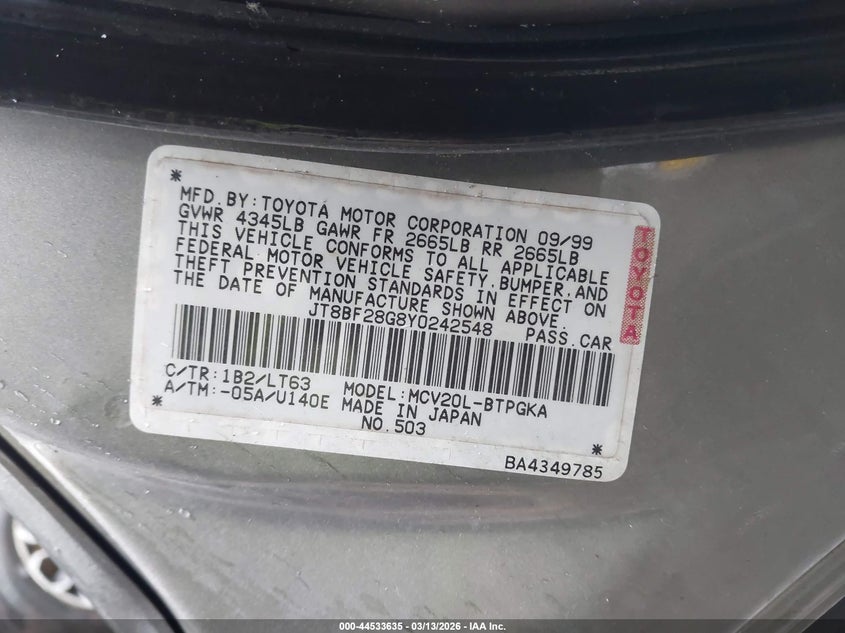 *
MFD.BY:TOYOTA MOTOR CORPORATION 09/99
GVWR 4345LB GAWR FR 2665LB RR 2665LB
THIS VEHICLE CONFORMS TO ALL APPLICABLE
FEDERAL MOTOR VEHICLE SAFETY,BUMPER,AND
THEFT PREVENTION STANDARDS IN EFFECT ON
THE DATE OF MANUFACTURE SHOWN ABOVE.
JT8BF28G8Y0242548 PASS.CAR
TOYOTA
C/TR:1B2/LT63 MODEL:MCV20L-BTPGKA
A/TM:-05A/U140E MADE IN JAPAN
* NO.503 *
BA4349785
000-44533635 - 03/13/2026 - IAA Inc.